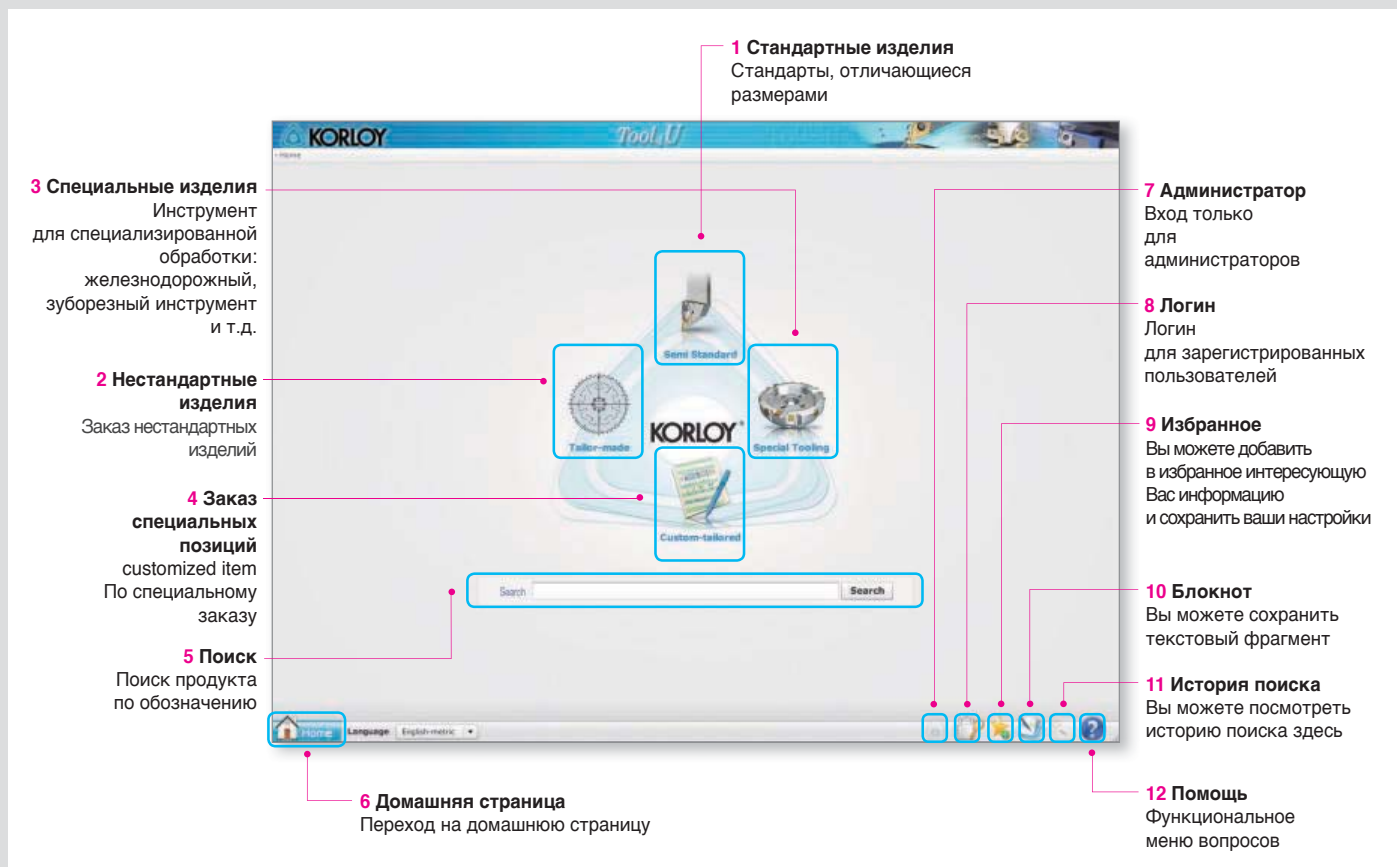 1 Стандартные изделия
Стандарты, отличающиеся
размерами
KORLOY
Tool4U
Home
3 Специальные изделия
Инструмент
для специализированной
обработки:
железнодорожный,
зуборезный инструмент
и т.д.
2 Нестандартные
изделия
Заказ нестандартных
изделий
4 Заказ
специальных
позиций
customized item
По специальному
заказу
5 Поиск
Поиск продукта
по обозначению
Semi Standard
Tailor-made
KORLOY®
Special Tooling
Custom-tailored
Search
Search
Home
Language
English-metric
6 Домашняя страница
Переход на домашнюю страницу
7 Администратор
Вход только
для
администраторов
8 Логин
Логин
для зарегистрированных
пользователей
9 Избранное
Вы можете добавить
в избранное интересующую
Вас информацию
и сохранить ваши настройки
10 Блокнот
Вы можете сохранить
текстовый фрагмент
11 История поиска
Вы можете посмотреть
историю поиска здесь
12 Помощь
Функциональное
меню вопросов